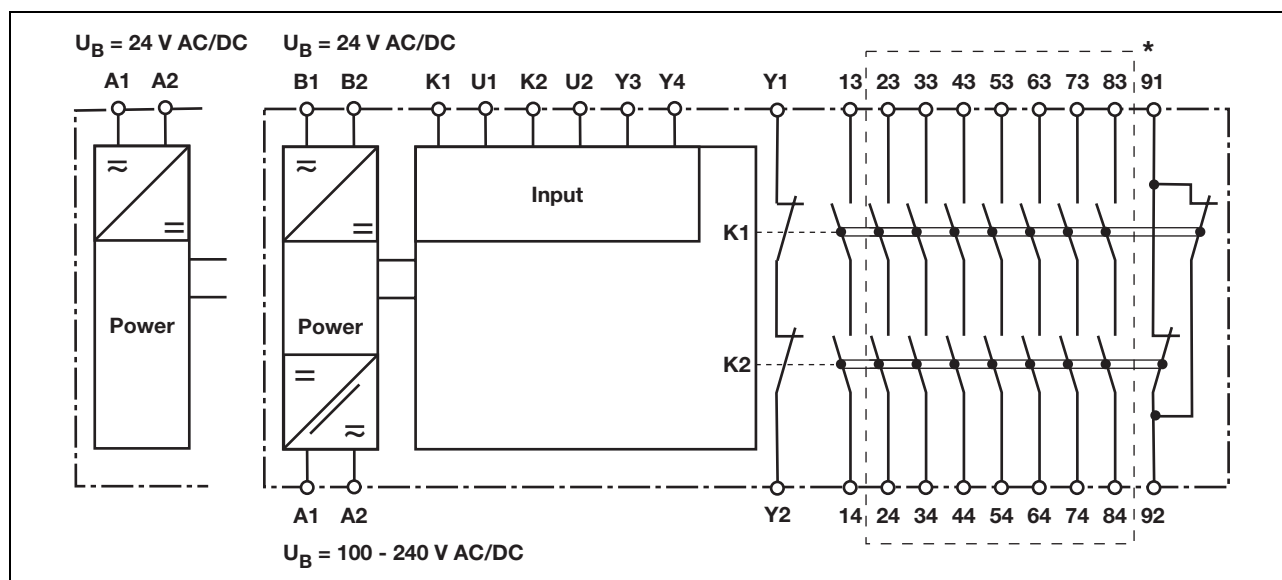 U_B = 24 V AC/DC U_B = 24 V AC/DC
*
A1 A2 B1 B2 K1 U1 K2 U2 Y3 Y4 Y1 13 23 33 43 53 63 73 83 91
Input
K1
Power Power
K2
A1 A2 Y2 14 24 34 44 54 64 74 84 92
U_B = 100 - 240 V AC/DC